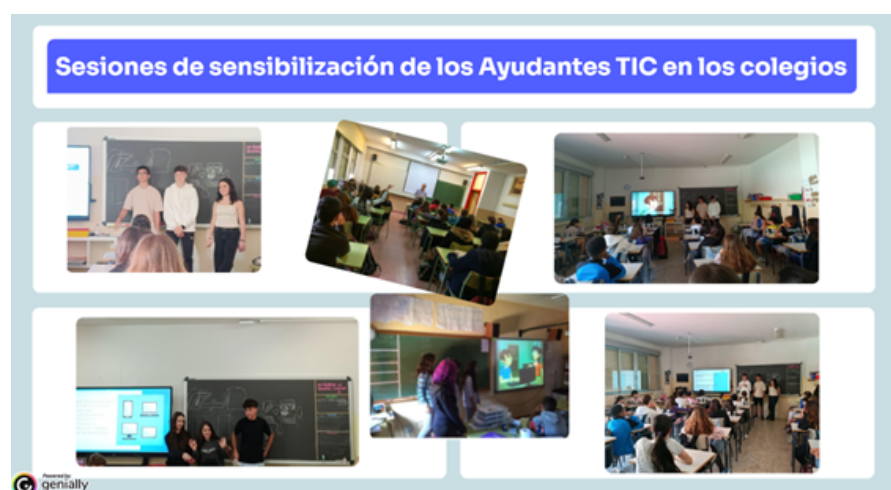 Sesiones de sensibilización de los Ayudantes TIC en los colegios
Powered by
genially